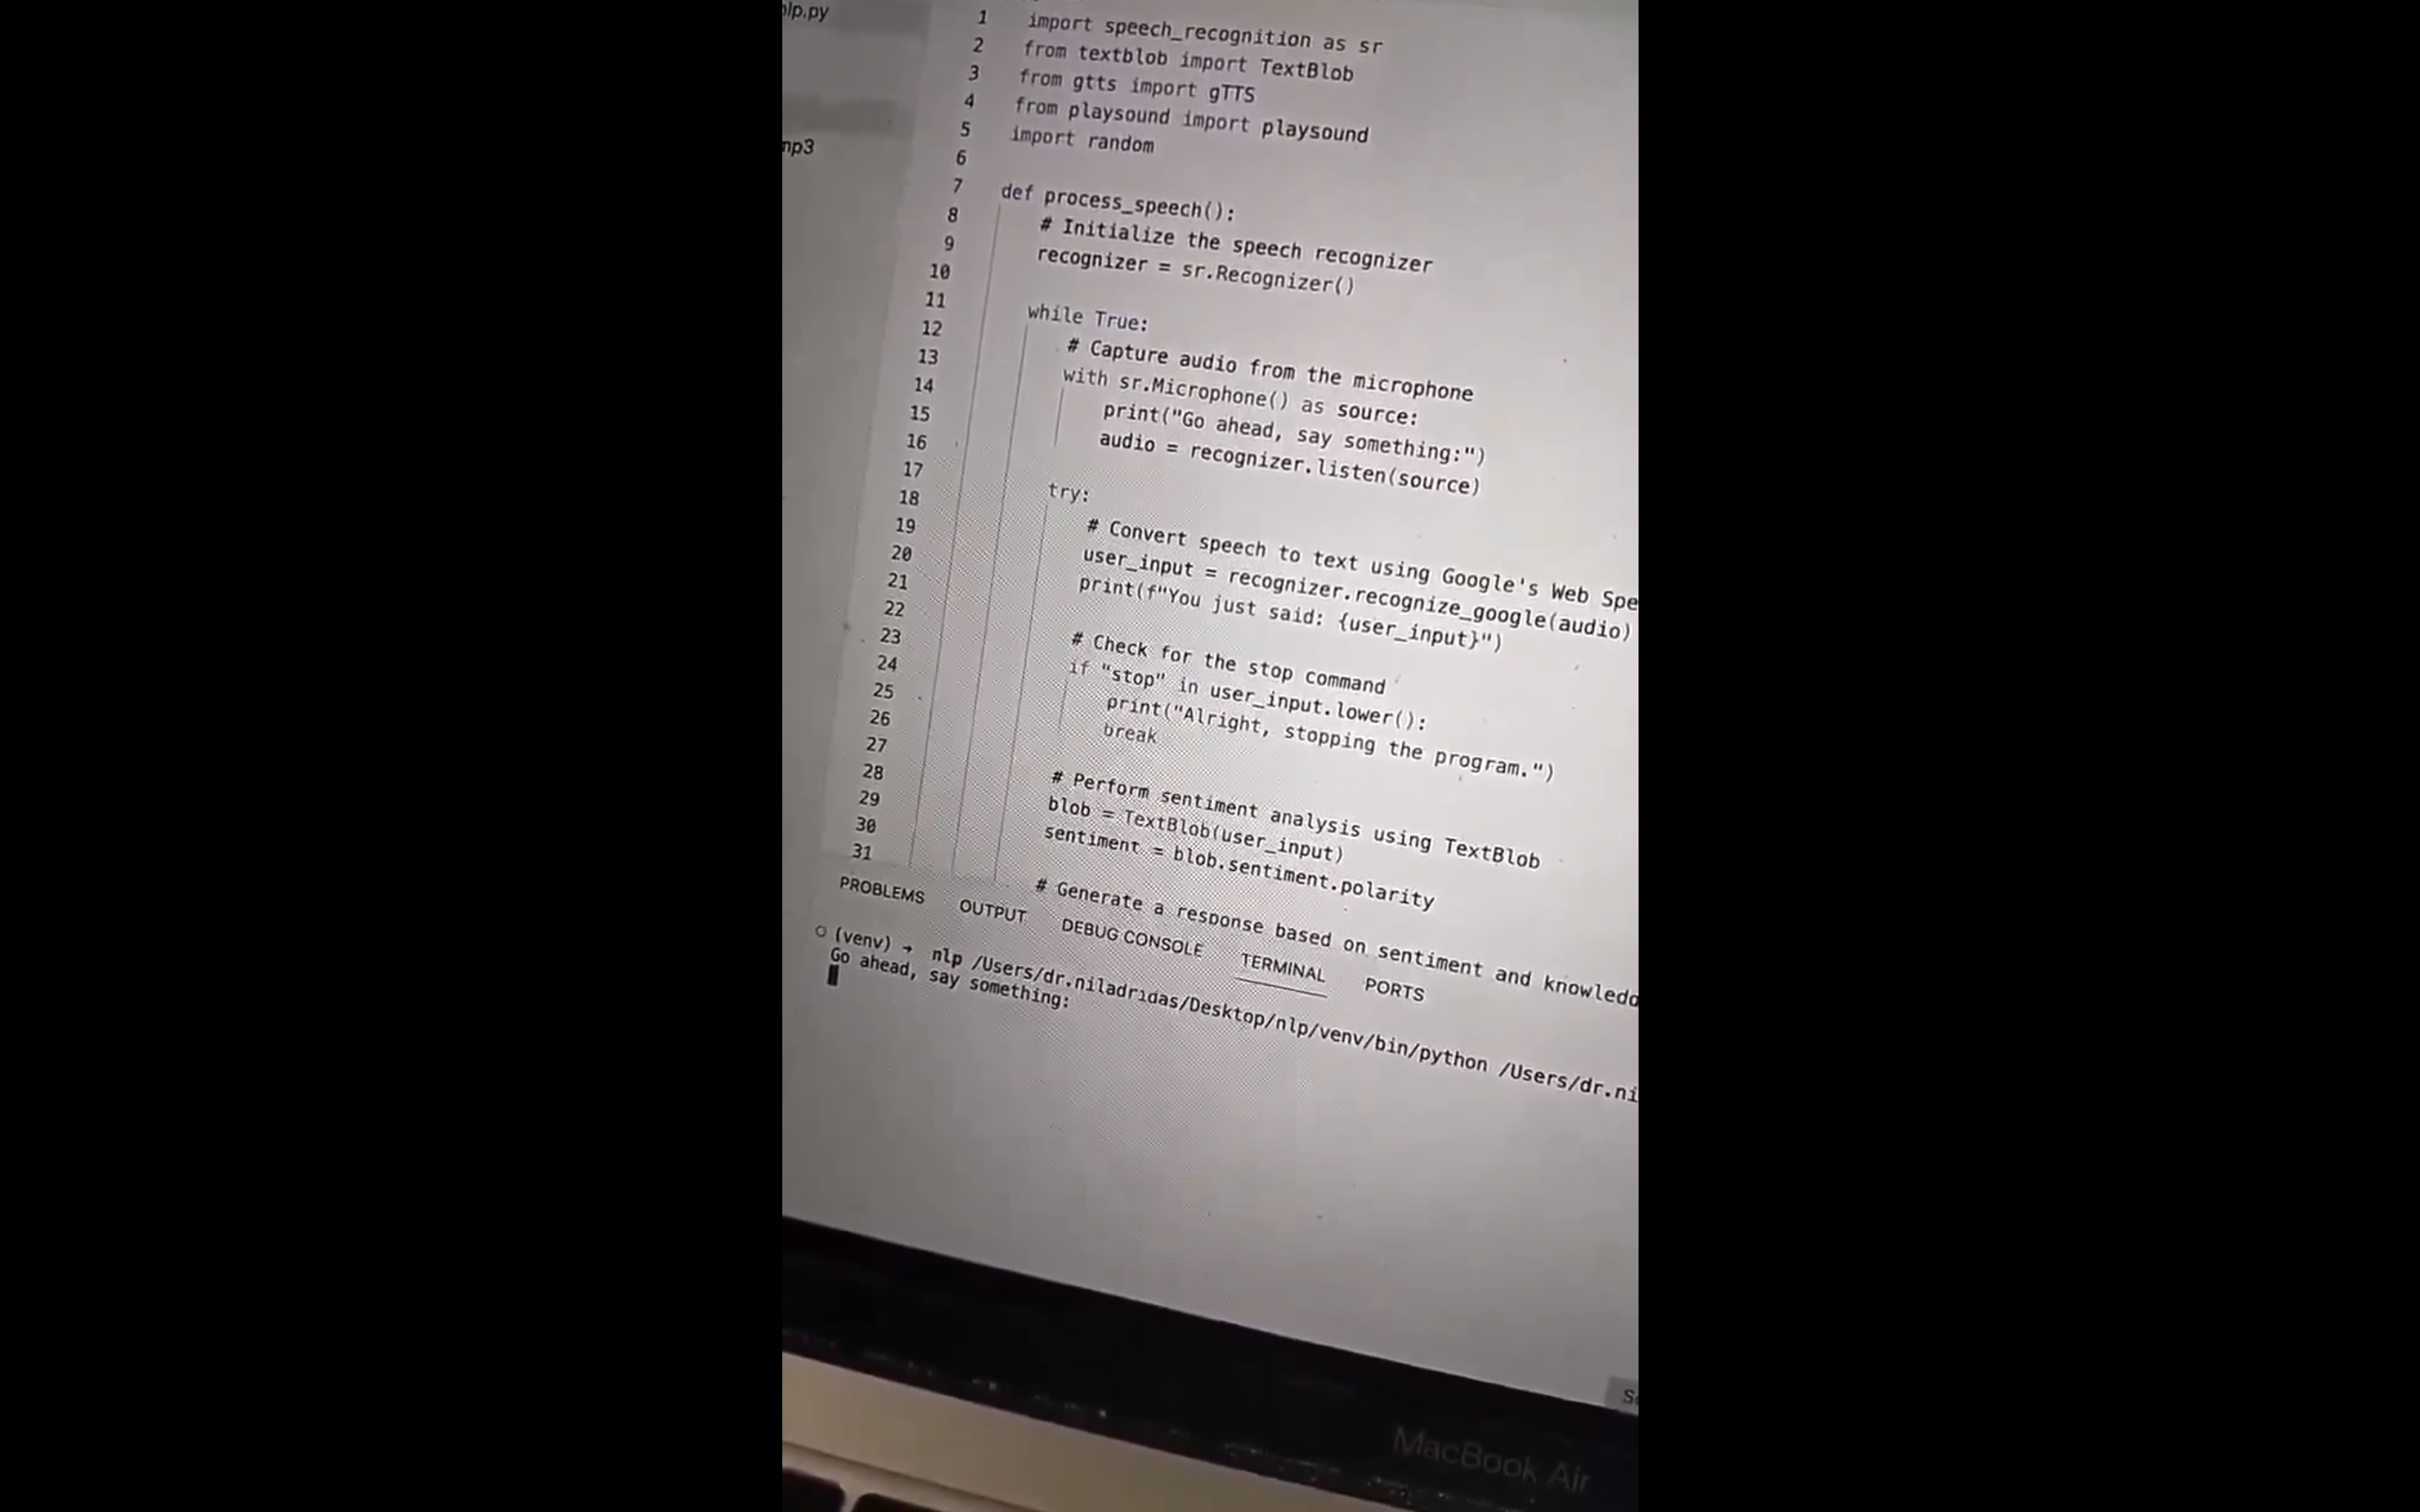 nlp.py
mp3
1 import speech_recognition as sr
2 from textblob import TextBlob
3 from gtts import gTTS
4 from playsound import playsound
5 import random
6
7 def process_speech():
8 # Initialize the speech recognizer
9 recognizer = sr.Recognizer()
10
11 while True:
12 # Capture audio from the microphone
13 with sr.Microphone() as source:
14 print("Go ahead, say something:")
15 audio = recognizer.listen(source)
16
17 try:
18 # Convert speech to text using Google's Web Spe
19 user_input = recognizer.recognize_google(audio)
20 print(f"You just said: {user_input}")
21
22 # Check for the stop command
23 if "stop" in user_input.lower():
24 print("Alright, stopping the program.")
25 break
26
27 # Perform sentiment analysis using TextBlob
28 blob = TextBlob(user_input)
29 sentiment = blob.sentiment.polarity
30
31 # Generate a response based on sentiment and knowledg
PROBLEMS OUTPUT DEBUG CONSOLE TERMINAL PORTS
(venv) → nlp /Users/dr.niladridas/Desktop/nlp/venv/bin/python /Users/dr.ni
Go ahead, say something:
MacBook Air